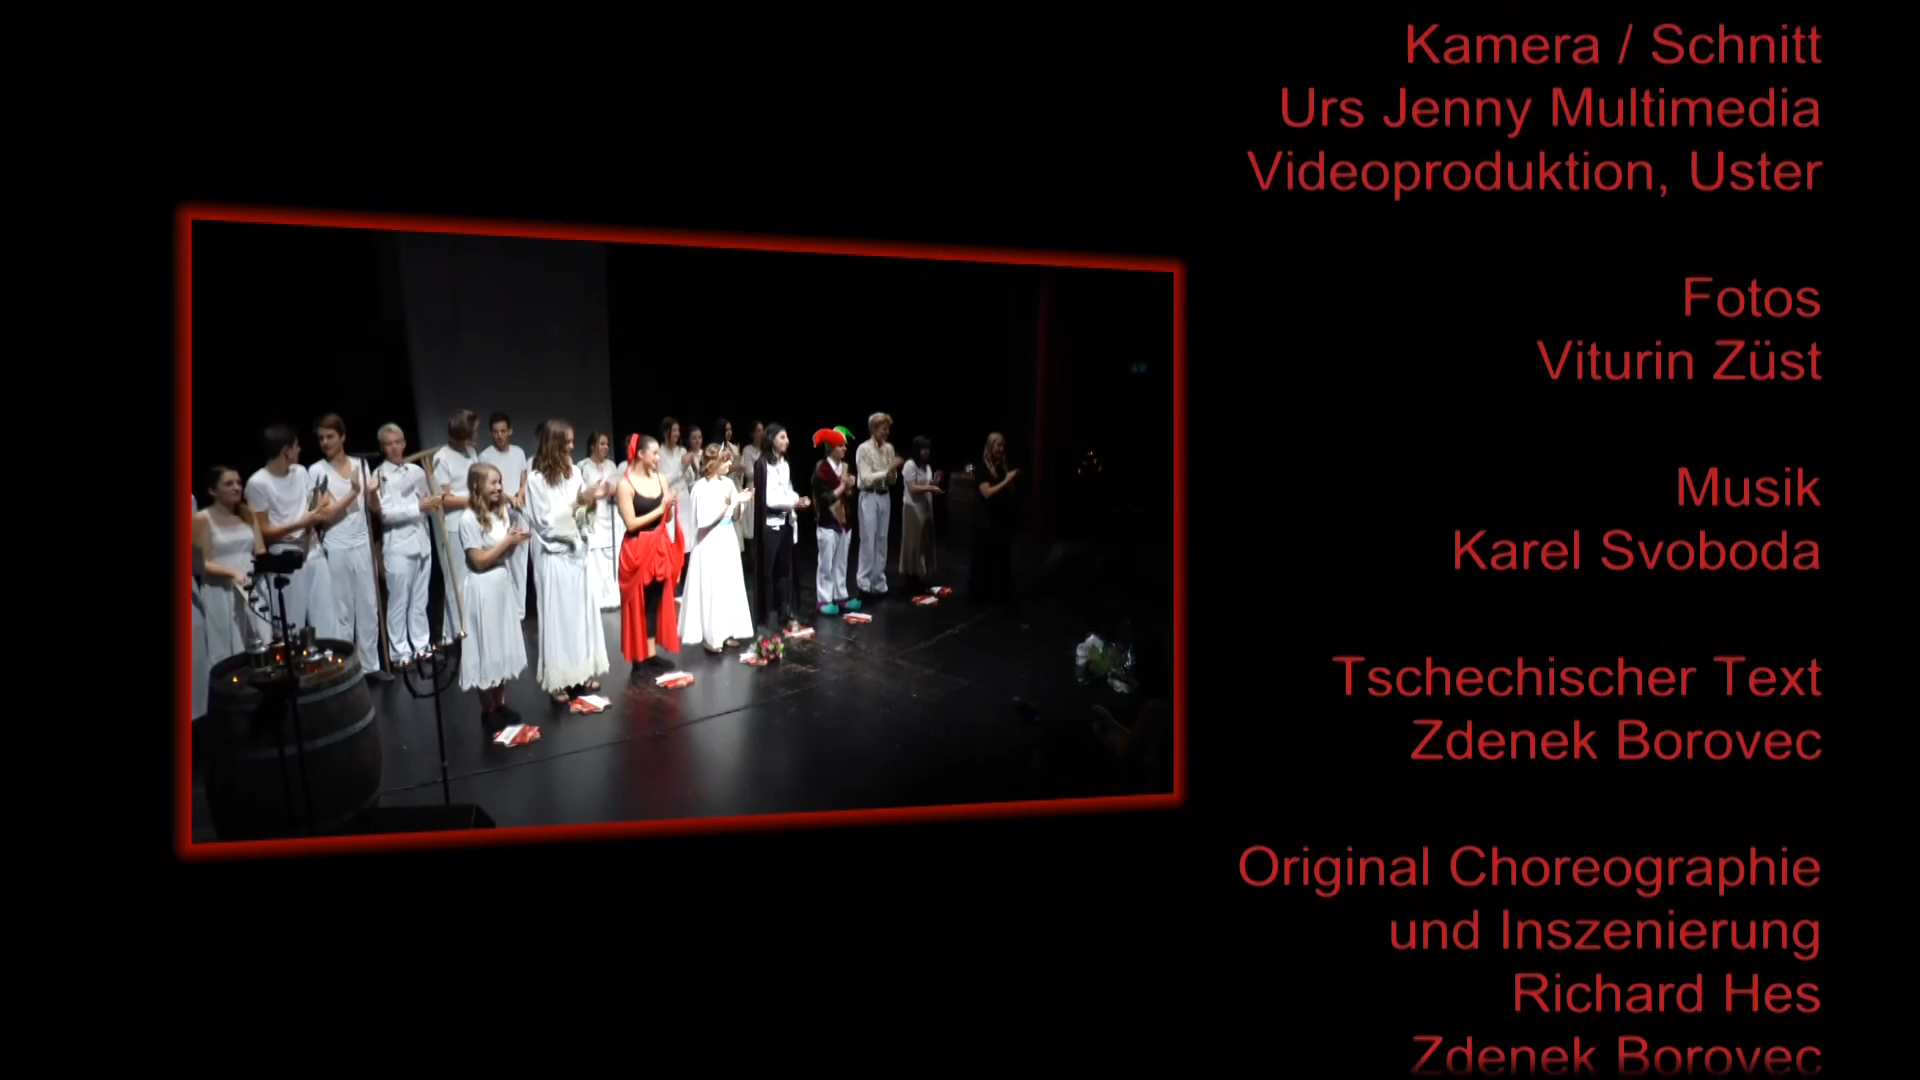 Kamera / Schnitt
Urs Jenny Multimedia
Videoproduktion, Uster
Fotos
Viturin Züst
Musik
Karel Svoboda
Tschechischer Text
Zdenek Borovec
Original Choreographie
und Inszenierung
Richard Hes
Zdenek Borovec